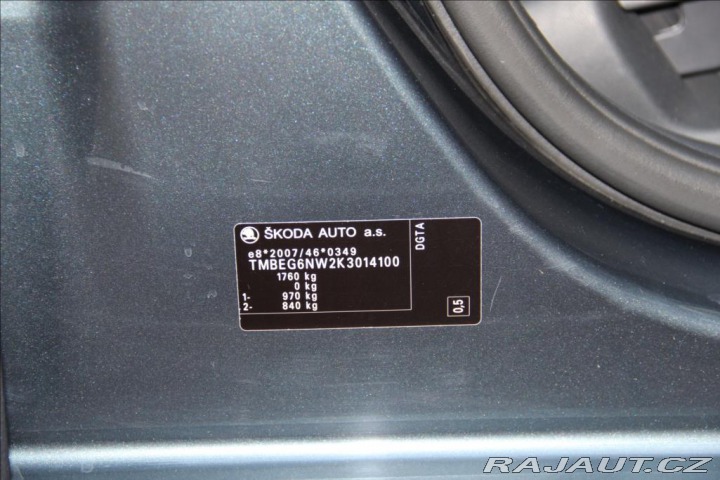 ŠKODA AUTO a.s.
e8*2007/46*0349
TMBEG6NW2K3014100
1760 kg
0 kg
1- 970 kg
2- 840 kg
DGTA
0,5
RAJAUT.CZ